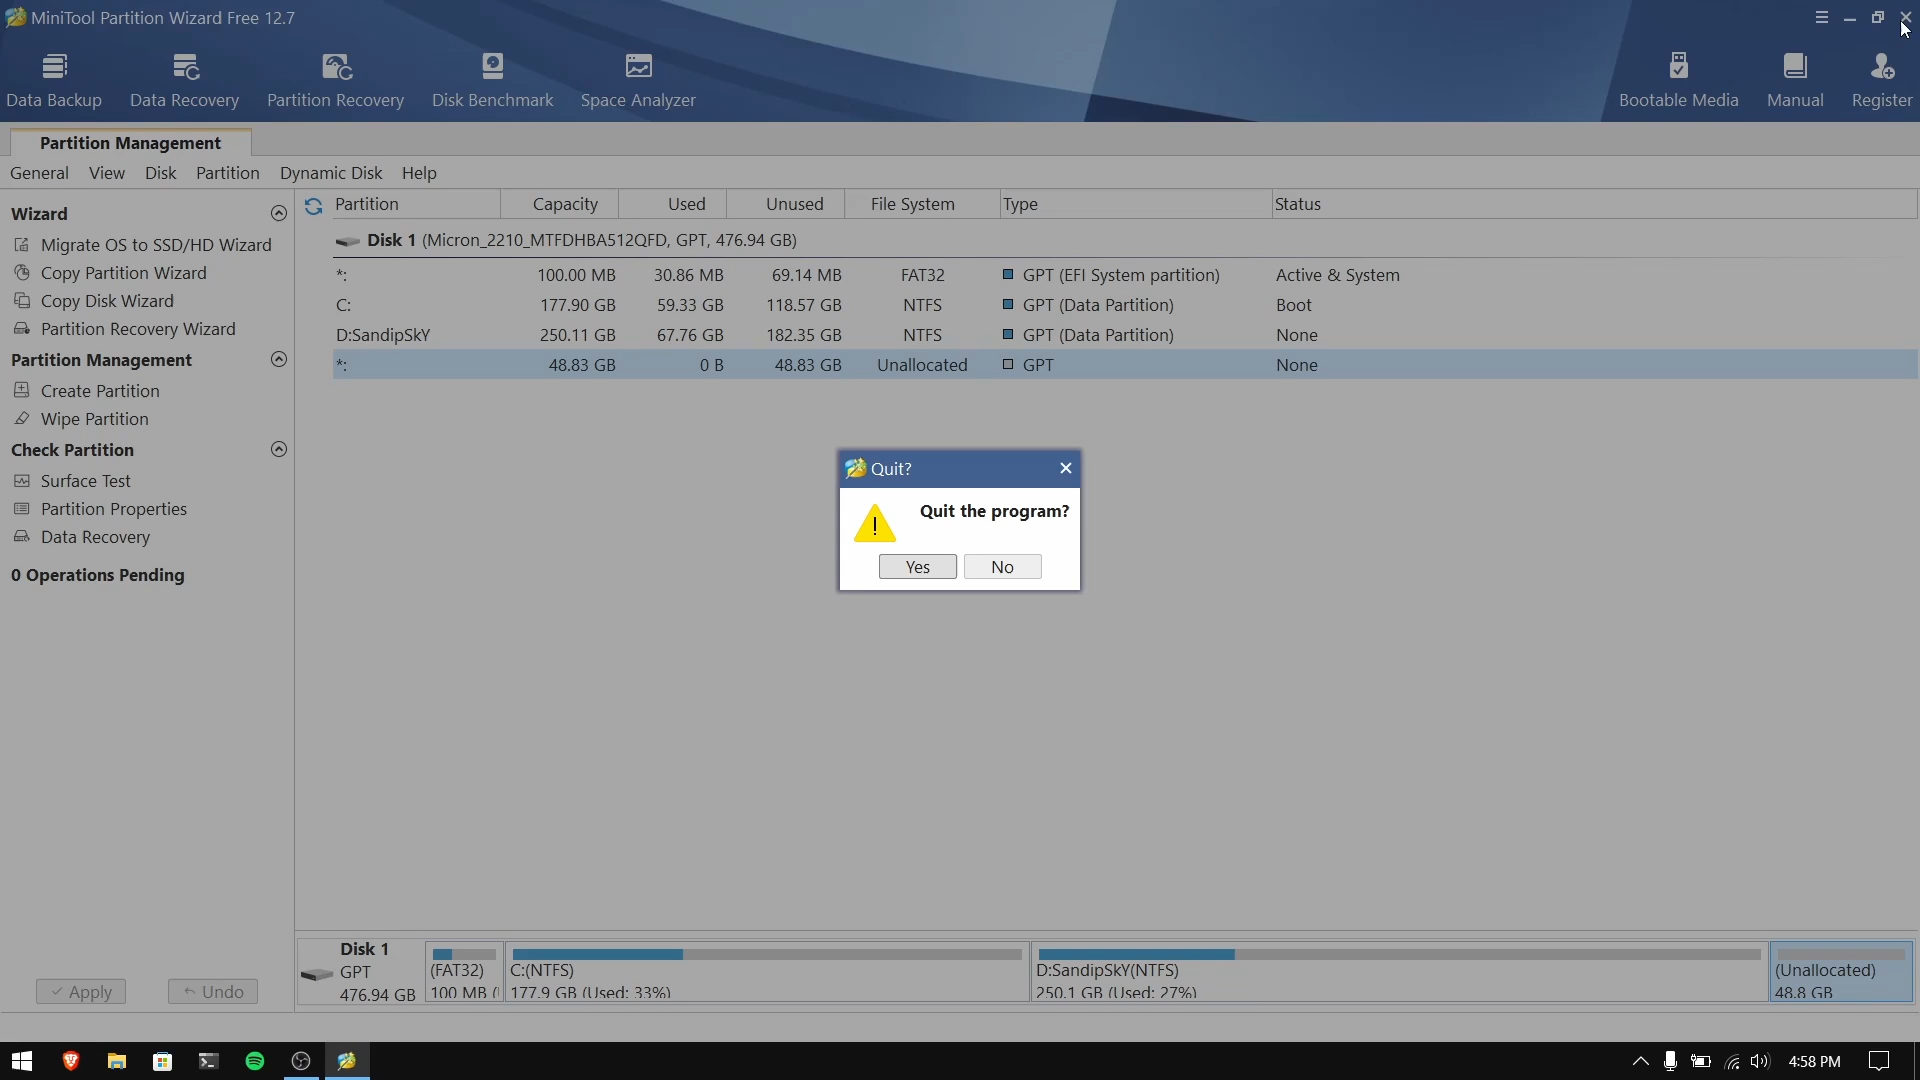 MiniTool Partition Wizard Free 12.7
Data Backup
Data Recovery
Partition Recovery
Disk Benchmark
Space Analyzer
Bootable Media
Manual
Register
Partition Management
General View Disk Partition Dynamic Disk Help
Wizard
Migrate OS to SSD/HD Wizard
Copy Partition Wizard
Copy Disk Wizard
Partition Recovery Wizard
Partition Management
Create Partition
Wipe Partition
Check Partition
Surface Test
Partition Properties
Data Recovery
0 Operations Pending
Apply
Undo
Partition Capacity Used Unused File System Type Status
Disk 1 (Micron_2210_MTFDHBA512QFD, GPT, 476.94 GB)
*: 100.00 MB 30.86 MB 69.14 MB FAT32 GPT (EFI System partition) Active & System
C: 177.90 GB 59.33 GB 118.57 GB NTFS GPT (Data Partition) Boot
D:SandipSkY 250.11 GB 67.76 GB 182.35 GB NTFS GPT (Data Partition) None
*: 48.83 GB 0 B 48.83 GB Unallocated GPT None
Quit?
Quit the program?
Yes
No
Disk 1
GPT
476.94 GB
(FAT32)
100 MB (
C:(NTFS)
177.9 GB (Used: 33%)
D:SandipSkY(NTFS)
250.1 GB (Used: 27%)
(Unallocated)
48.8 GB
4:58 PM